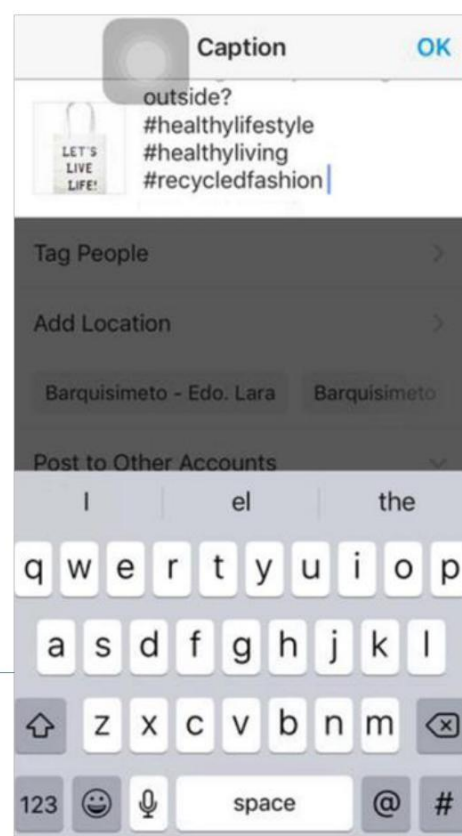 Caption
OK
outside?
#healthylifestyle
#healthyliving
#recycledfashion
LET'S
LIVE
LIFE!
Tag People
Add Location
Barquisimeto - Edo. Lara
Barquisimeto
Post to Other Accounts
I el the
q w e r t y u i o p
a s d f g h j k l
z x c v b n m
123 space @ #